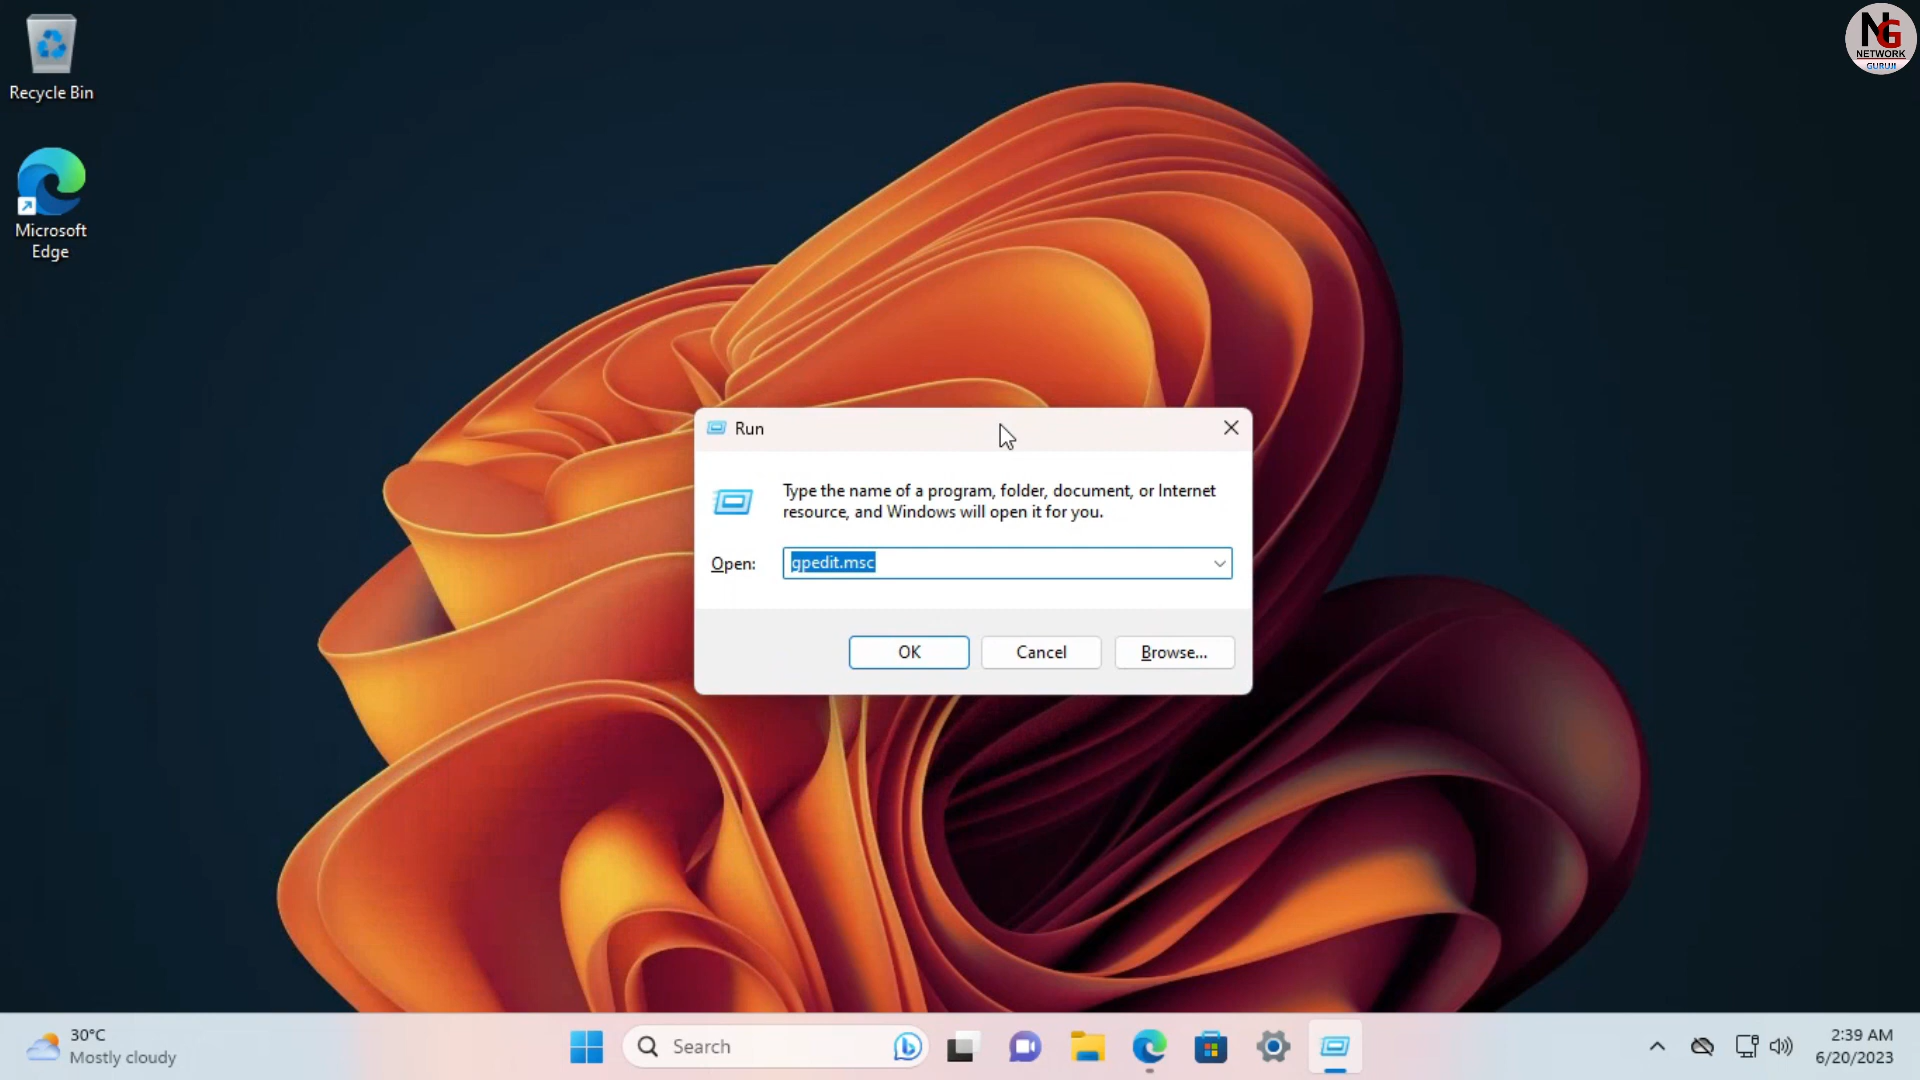 Recycle Bin
Microsoft
Edge
NG
NETWORK
GURUJI
Run
Type the name of a program, folder, document, or Internet
resource, and Windows will open it for you.
Open:
gpedit.msc
OK
Cancel
Browse...
30°C
Mostly cloudy
Search
2:39 AM
6/20/2023